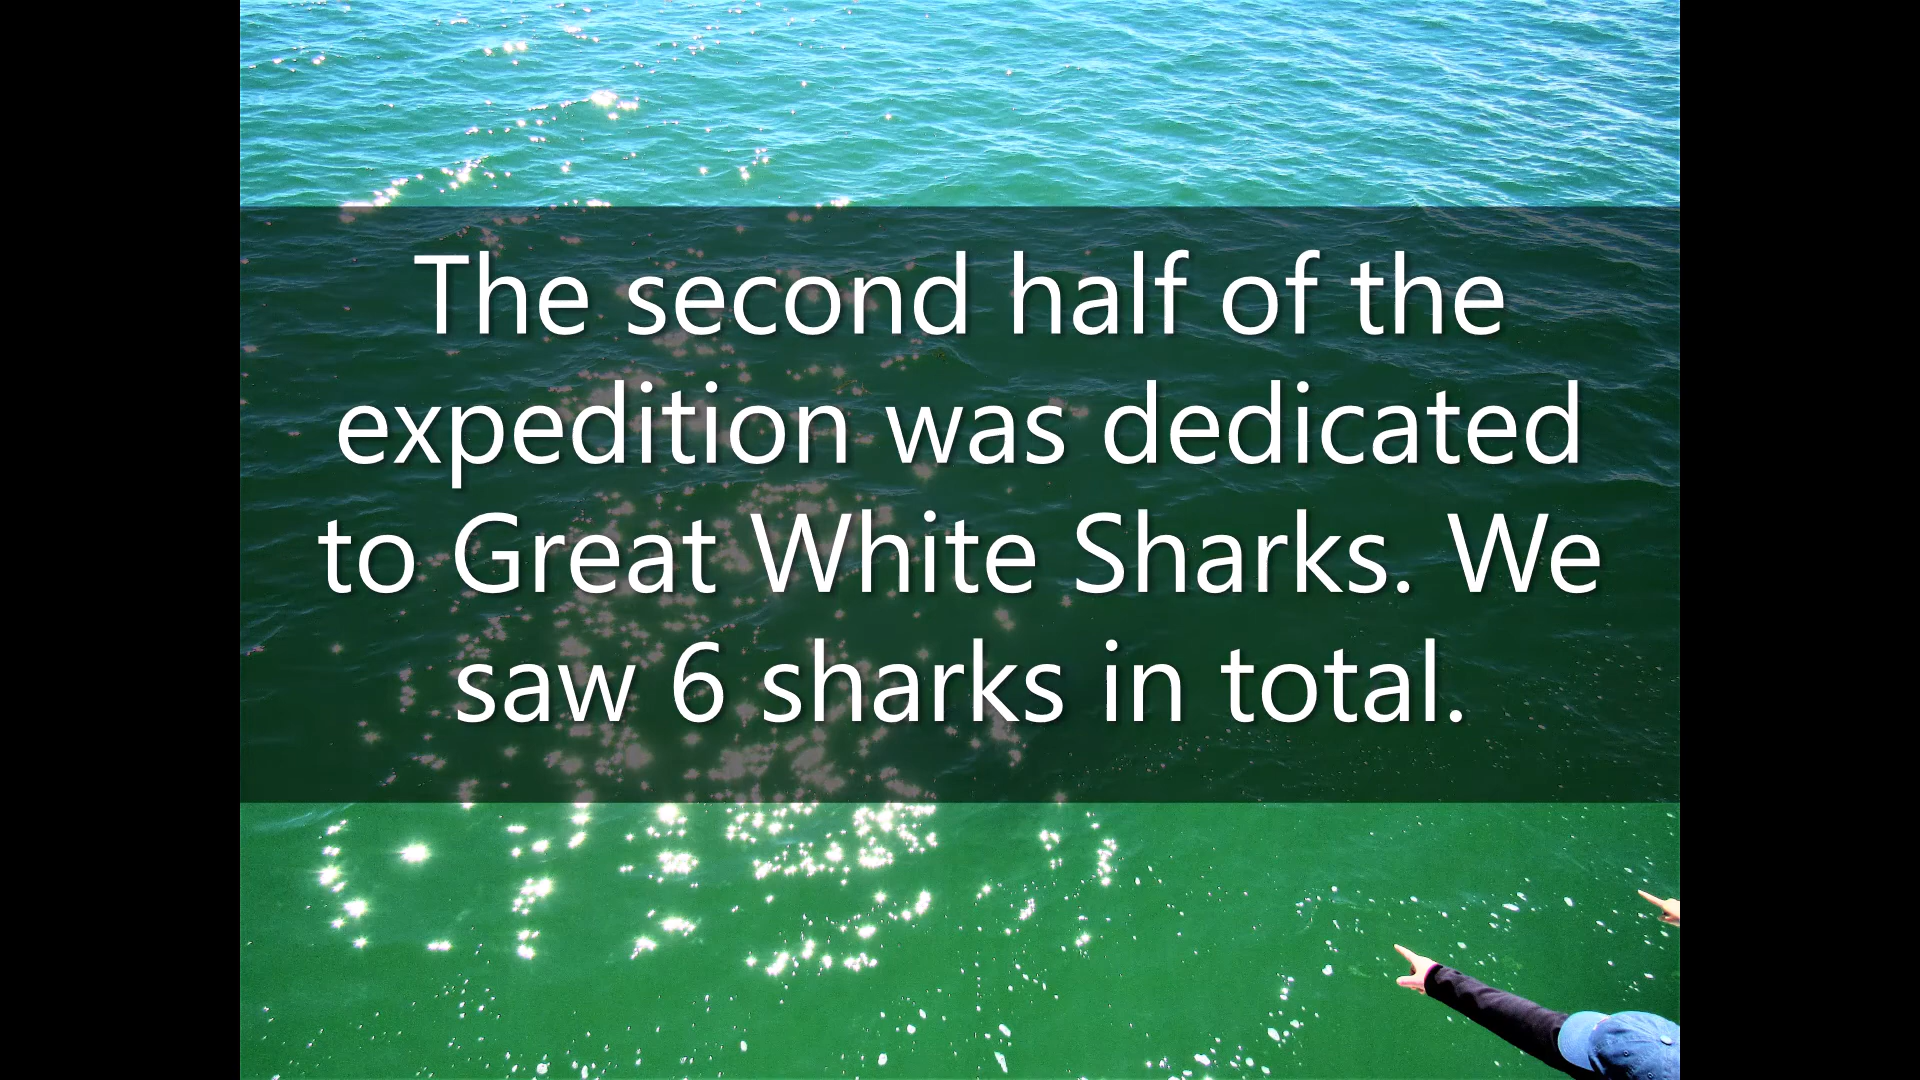 The second half of the
expedition was dedicated
to Great White Sharks. We
saw 6 sharks in total.